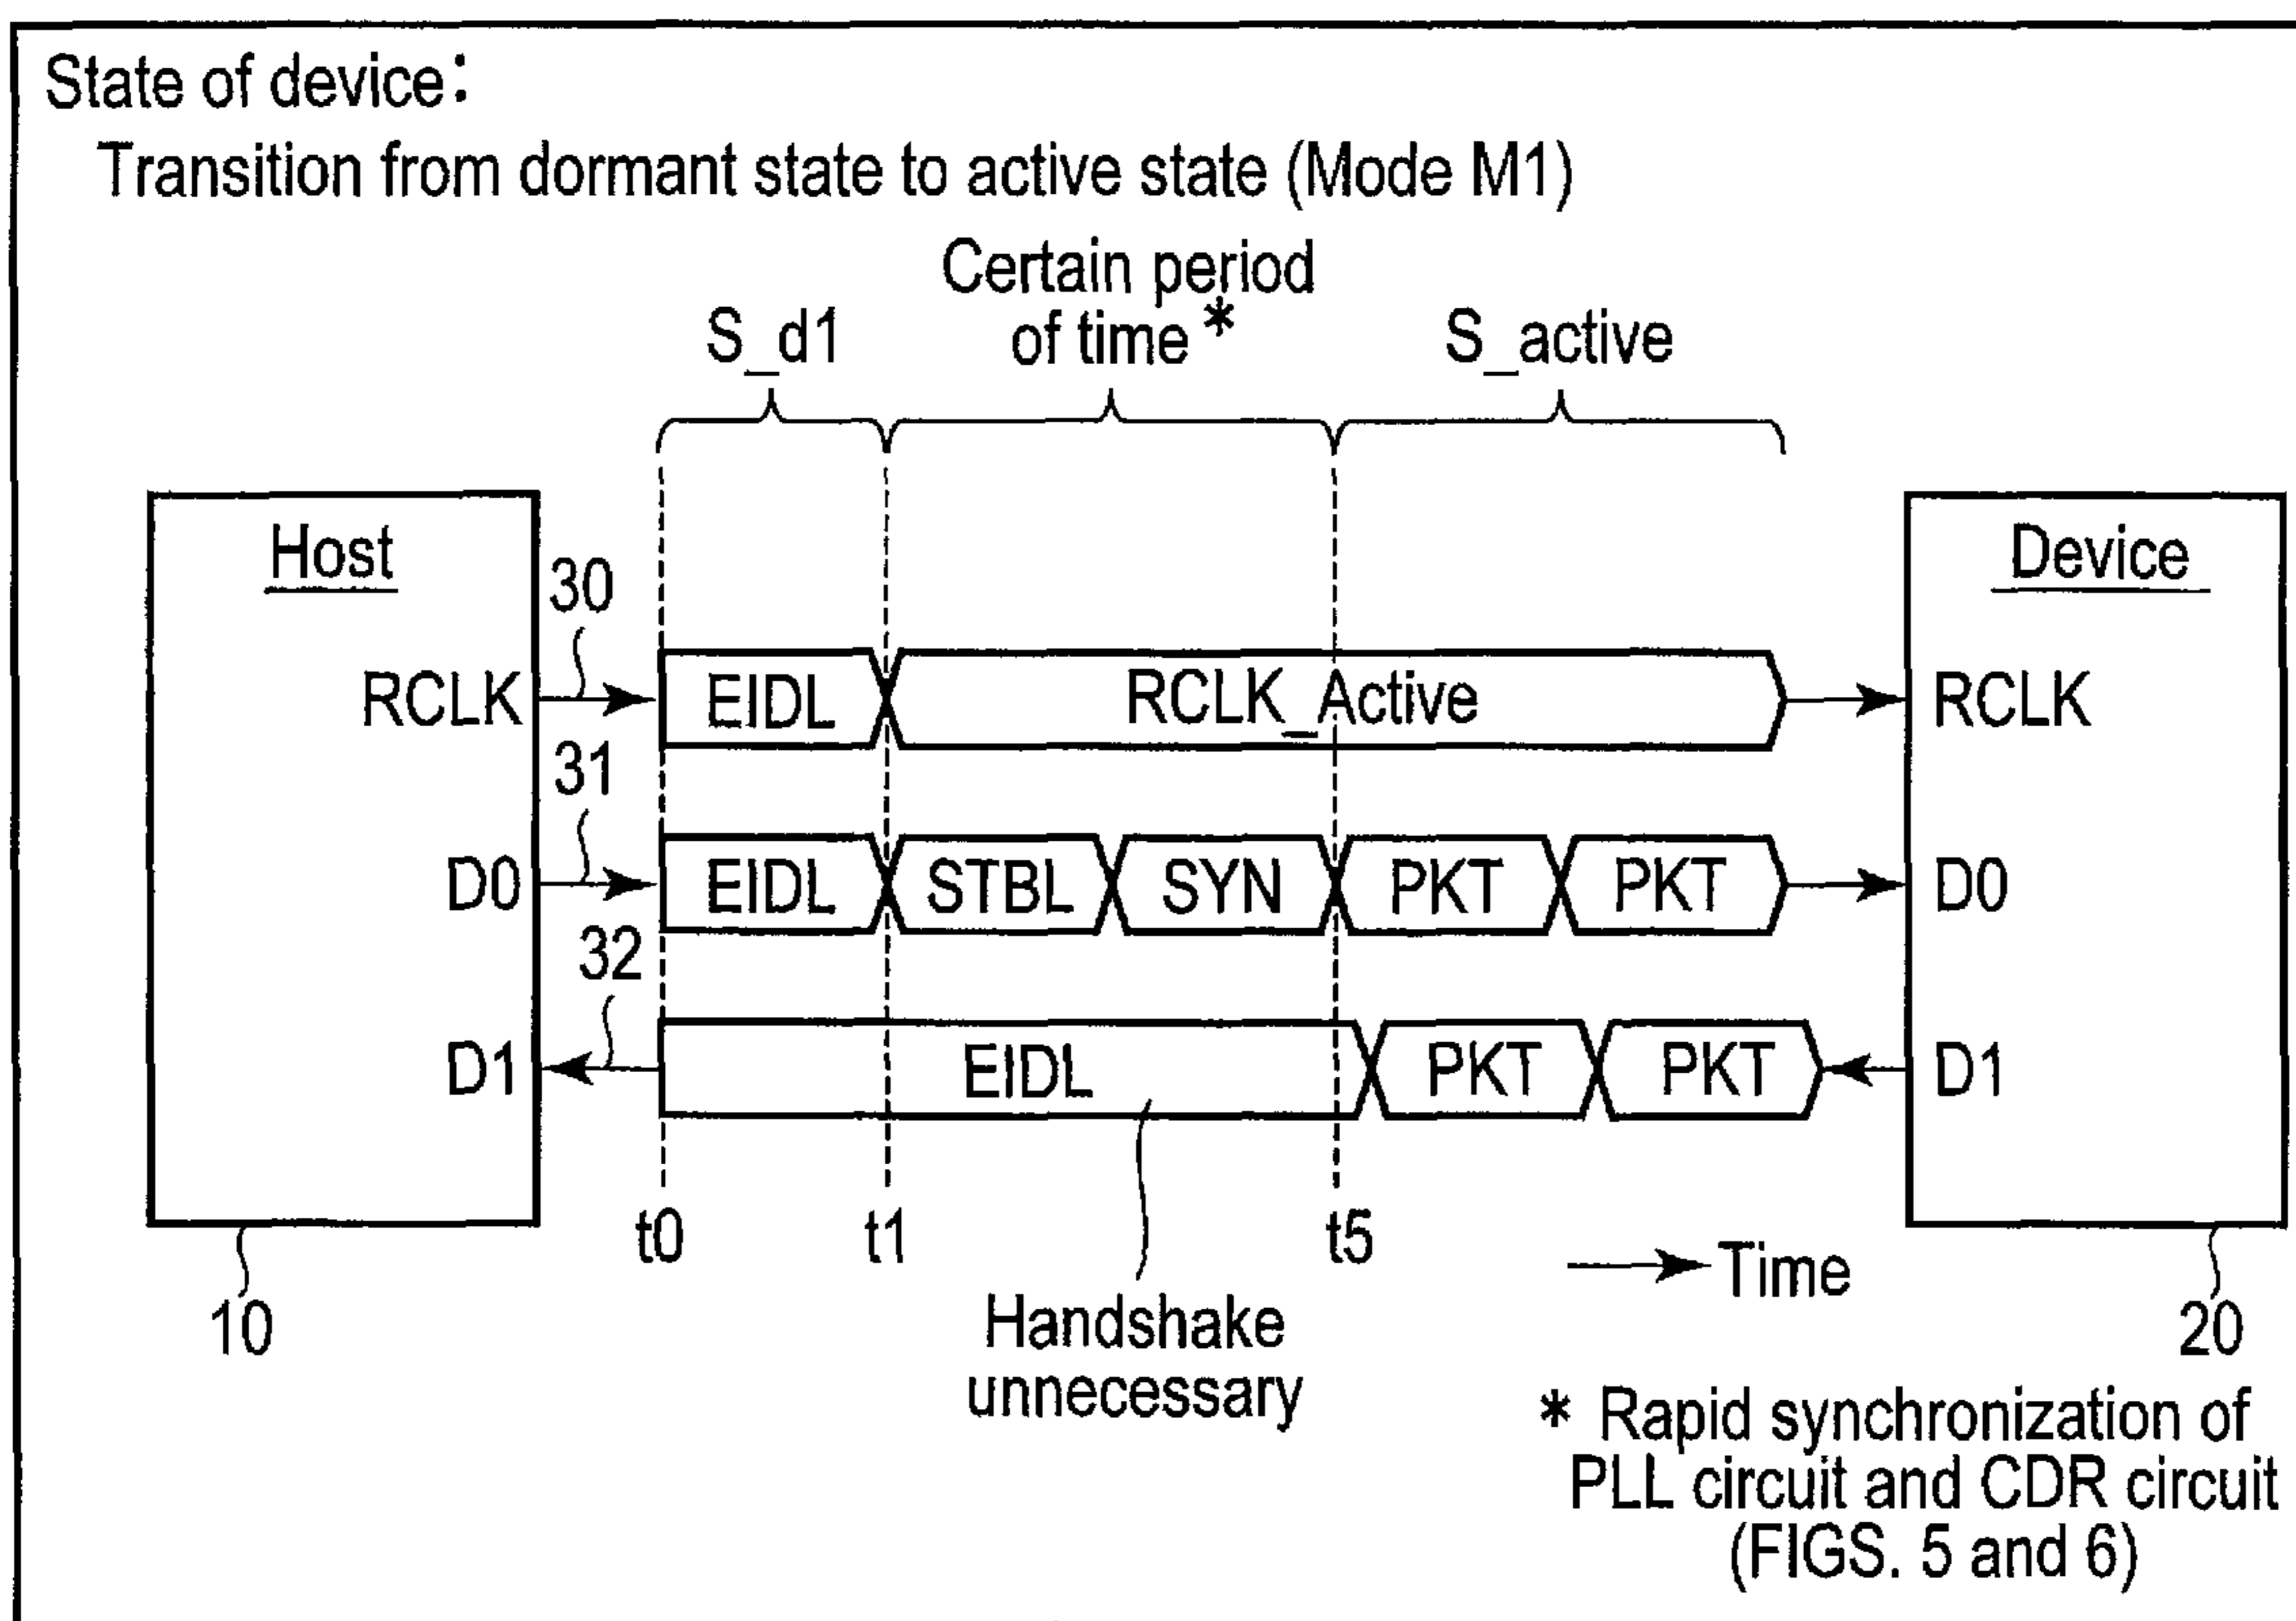 State of device:
Transition from dormant state to active state (Mode M1)
Certain period
of time *
S_d1
S_active
Host
Device
30
RCLK
EIDL
RCLK_Active
RCLK
31
D0
EIDL
STBL
SYN
PKT
PKT
D0
32
D1
EIDL
PKT
PKT
D1
t0
t1
t5
Time
10
Handshake
unnecessary
20
* Rapid synchronization of
PLL circuit and CDR circuit
(FIGS. 5 and 6)